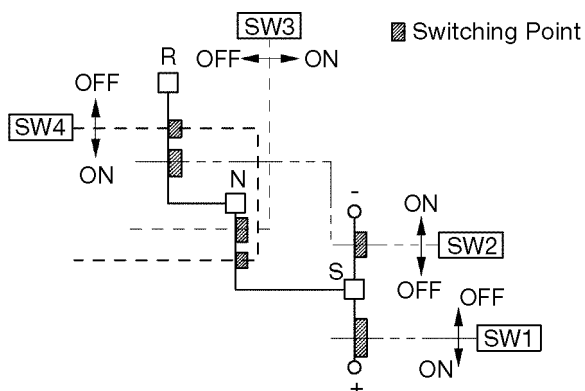 SW3
Switching Point
R
OFF ON
OFF
SW4
ON
N
-
ON
SW2
S
OFF
OFF
SW1
ON
+